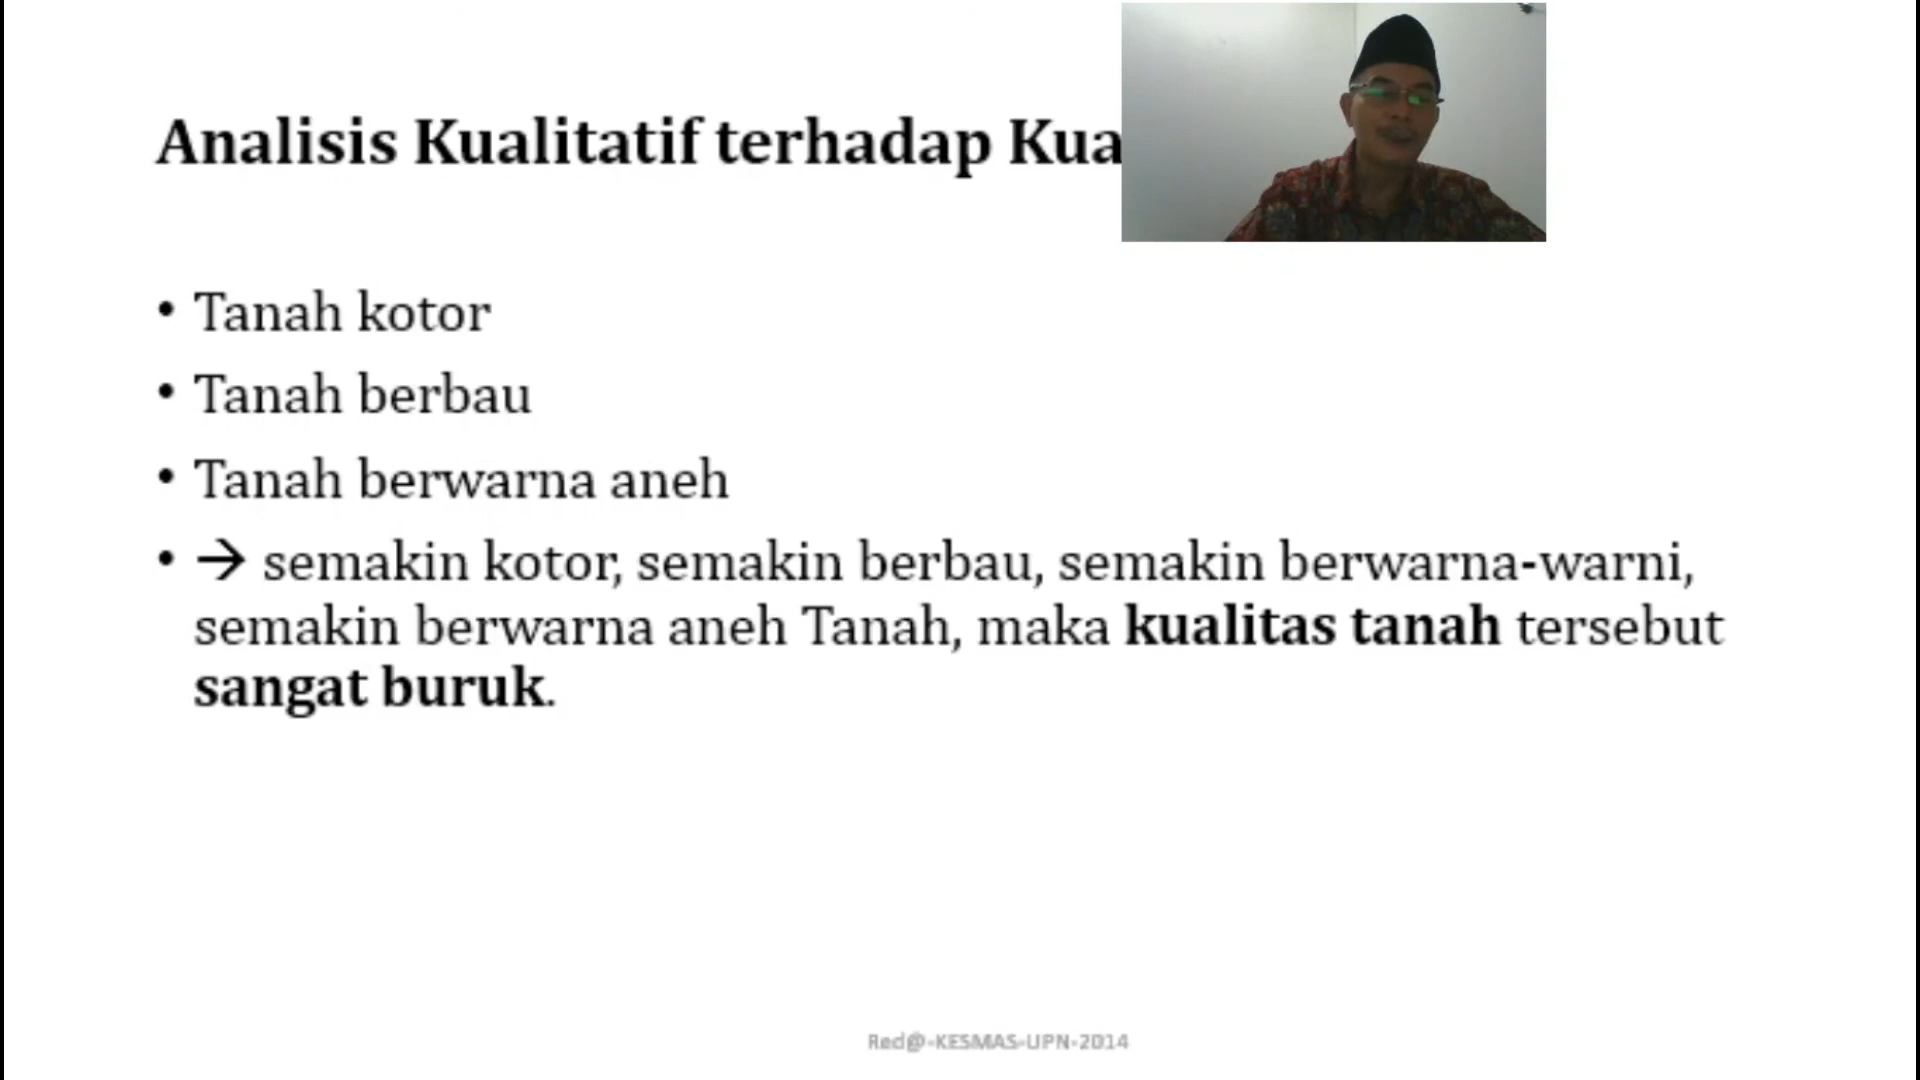 Analisis Kualitatif terhadap Kua
• Tanah kotor
• Tanah berbau
• Tanah berwarna aneh
• → semakin kotor, semakin berbau, semakin berwarna-warni,
semakin berwarna aneh Tanah, maka kualitas tanah tersebut
sangat buruk.
Red@-KESMAS-UPN-2014